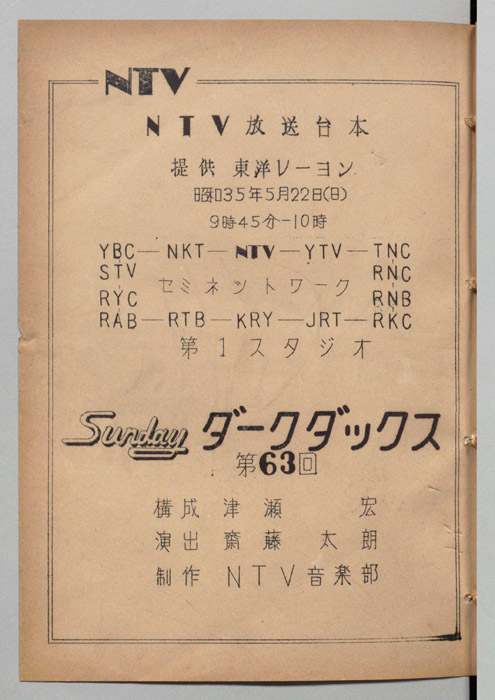 NTV
NTV放送台本
提供 東洋レーヨン
昭和35年5月22日(日)
9時45分-10時
YBC—NKT—NTV—YTV—TNC
STV RNC
セミネットワーク
RYC RNB
RAB—RTB—KRY—JRT—RKC
第1スタジオ
Sunday ダークダックス
第63回
構成 津瀬 宏
演出 齋藤太朗
制作 NTV音楽部